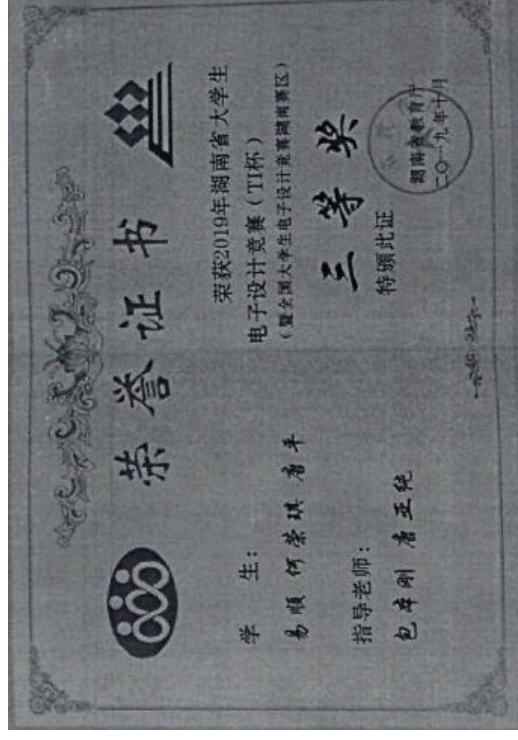 荣誉证书
学 生:
易顺 何荣琪 唐平
指导老师:
包本刚 唐亚纯
荣获2019年湖南省大学生
电子设计竞赛(TI杯)
(暨全国大学生电子设计竞赛湖南赛区)
三等奖
特颁此证
湖南省教育厅
二〇一九年十月